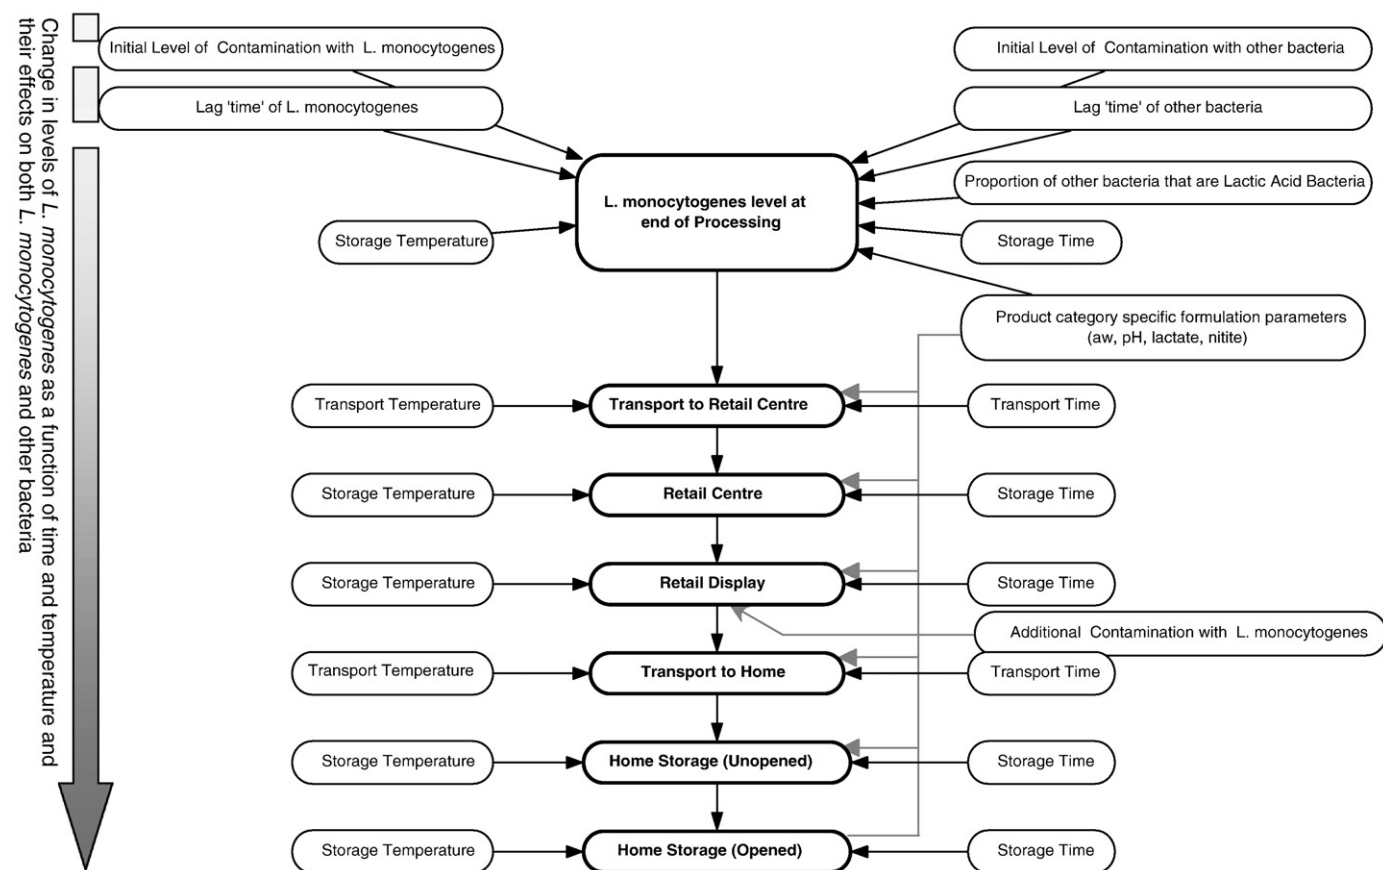 Change in levels of L. monocytogenes as a function of time and temperature and
their effects on both L. monocytogenes and other bacteria
Initial Level of Contamination with L. monocytogenes
Initial Level of Contamination with other bacteria
Lag 'time' of L. monocytogenes
Lag 'time' of other bacteria
Proportion of other bacteria that are Lactic Acid Bacteria
L. monocytogenes level at
end of Processing
Storage Temperature
Storage Time
Product category specific formulation parameters
(aw, pH, lactate, nitite)
Transport Temperature
Transport to Retail Centre
Transport Time
Storage Temperature
Retail Centre
Storage Time
Storage Temperature
Retail Display
Storage Time
Additional Contamination with L. monocytogenes
Transport Temperature
Transport to Home
Transport Time
Storage Temperature
Home Storage (Unopened)
Storage Time
Storage Temperature
Home Storage (Opened)
Storage Time